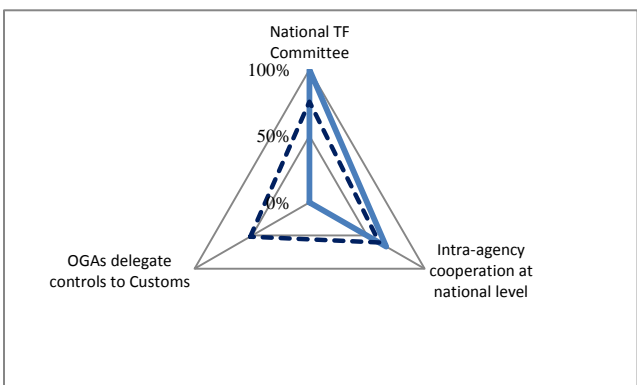 National TF
Committee
100%
50%
0%
OGAs delegate
controls to Customs
Intra-agency
cooperation at
national level